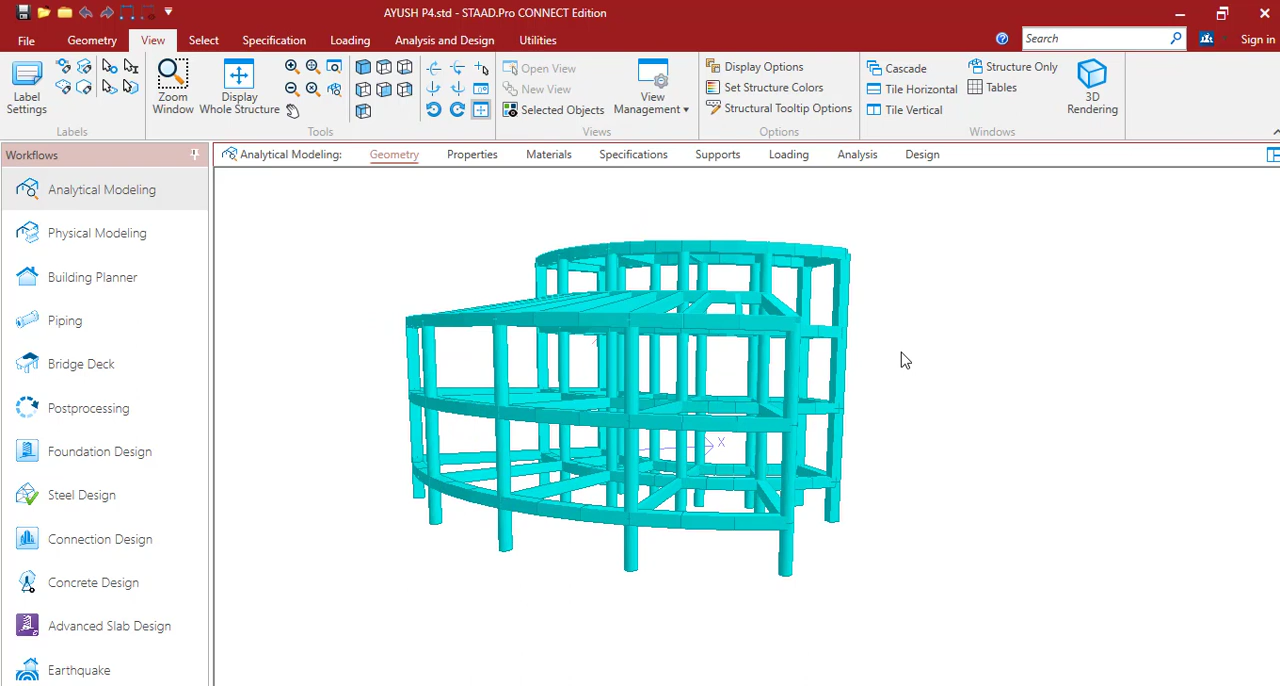 AYUSH P4.std - STAAD.Pro CONNECT Edition
File Geometry View Select Specification Loading Analysis and Design Utilities Search Sign in
Label Settings
Labels
Zoom Window
Display Whole Structure
Tools
Open View
New View
Selected Objects
View Management
Views
Display Options
Set Structure Colors
Structural Tooltip Options
Options
Cascade
Tile Horizontal
Tile Vertical
Structure Only
Tables
3D Rendering
Windows
Workflows
Analytical Modeling: Geometry Properties Materials Specifications Supports Loading Analysis Design
Analytical Modeling
Physical Modeling
Building Planner
Piping
Bridge Deck
Postprocessing
Foundation Design
Steel Design
Connection Design
Concrete Design
Advanced Slab Design
Earthquake
X